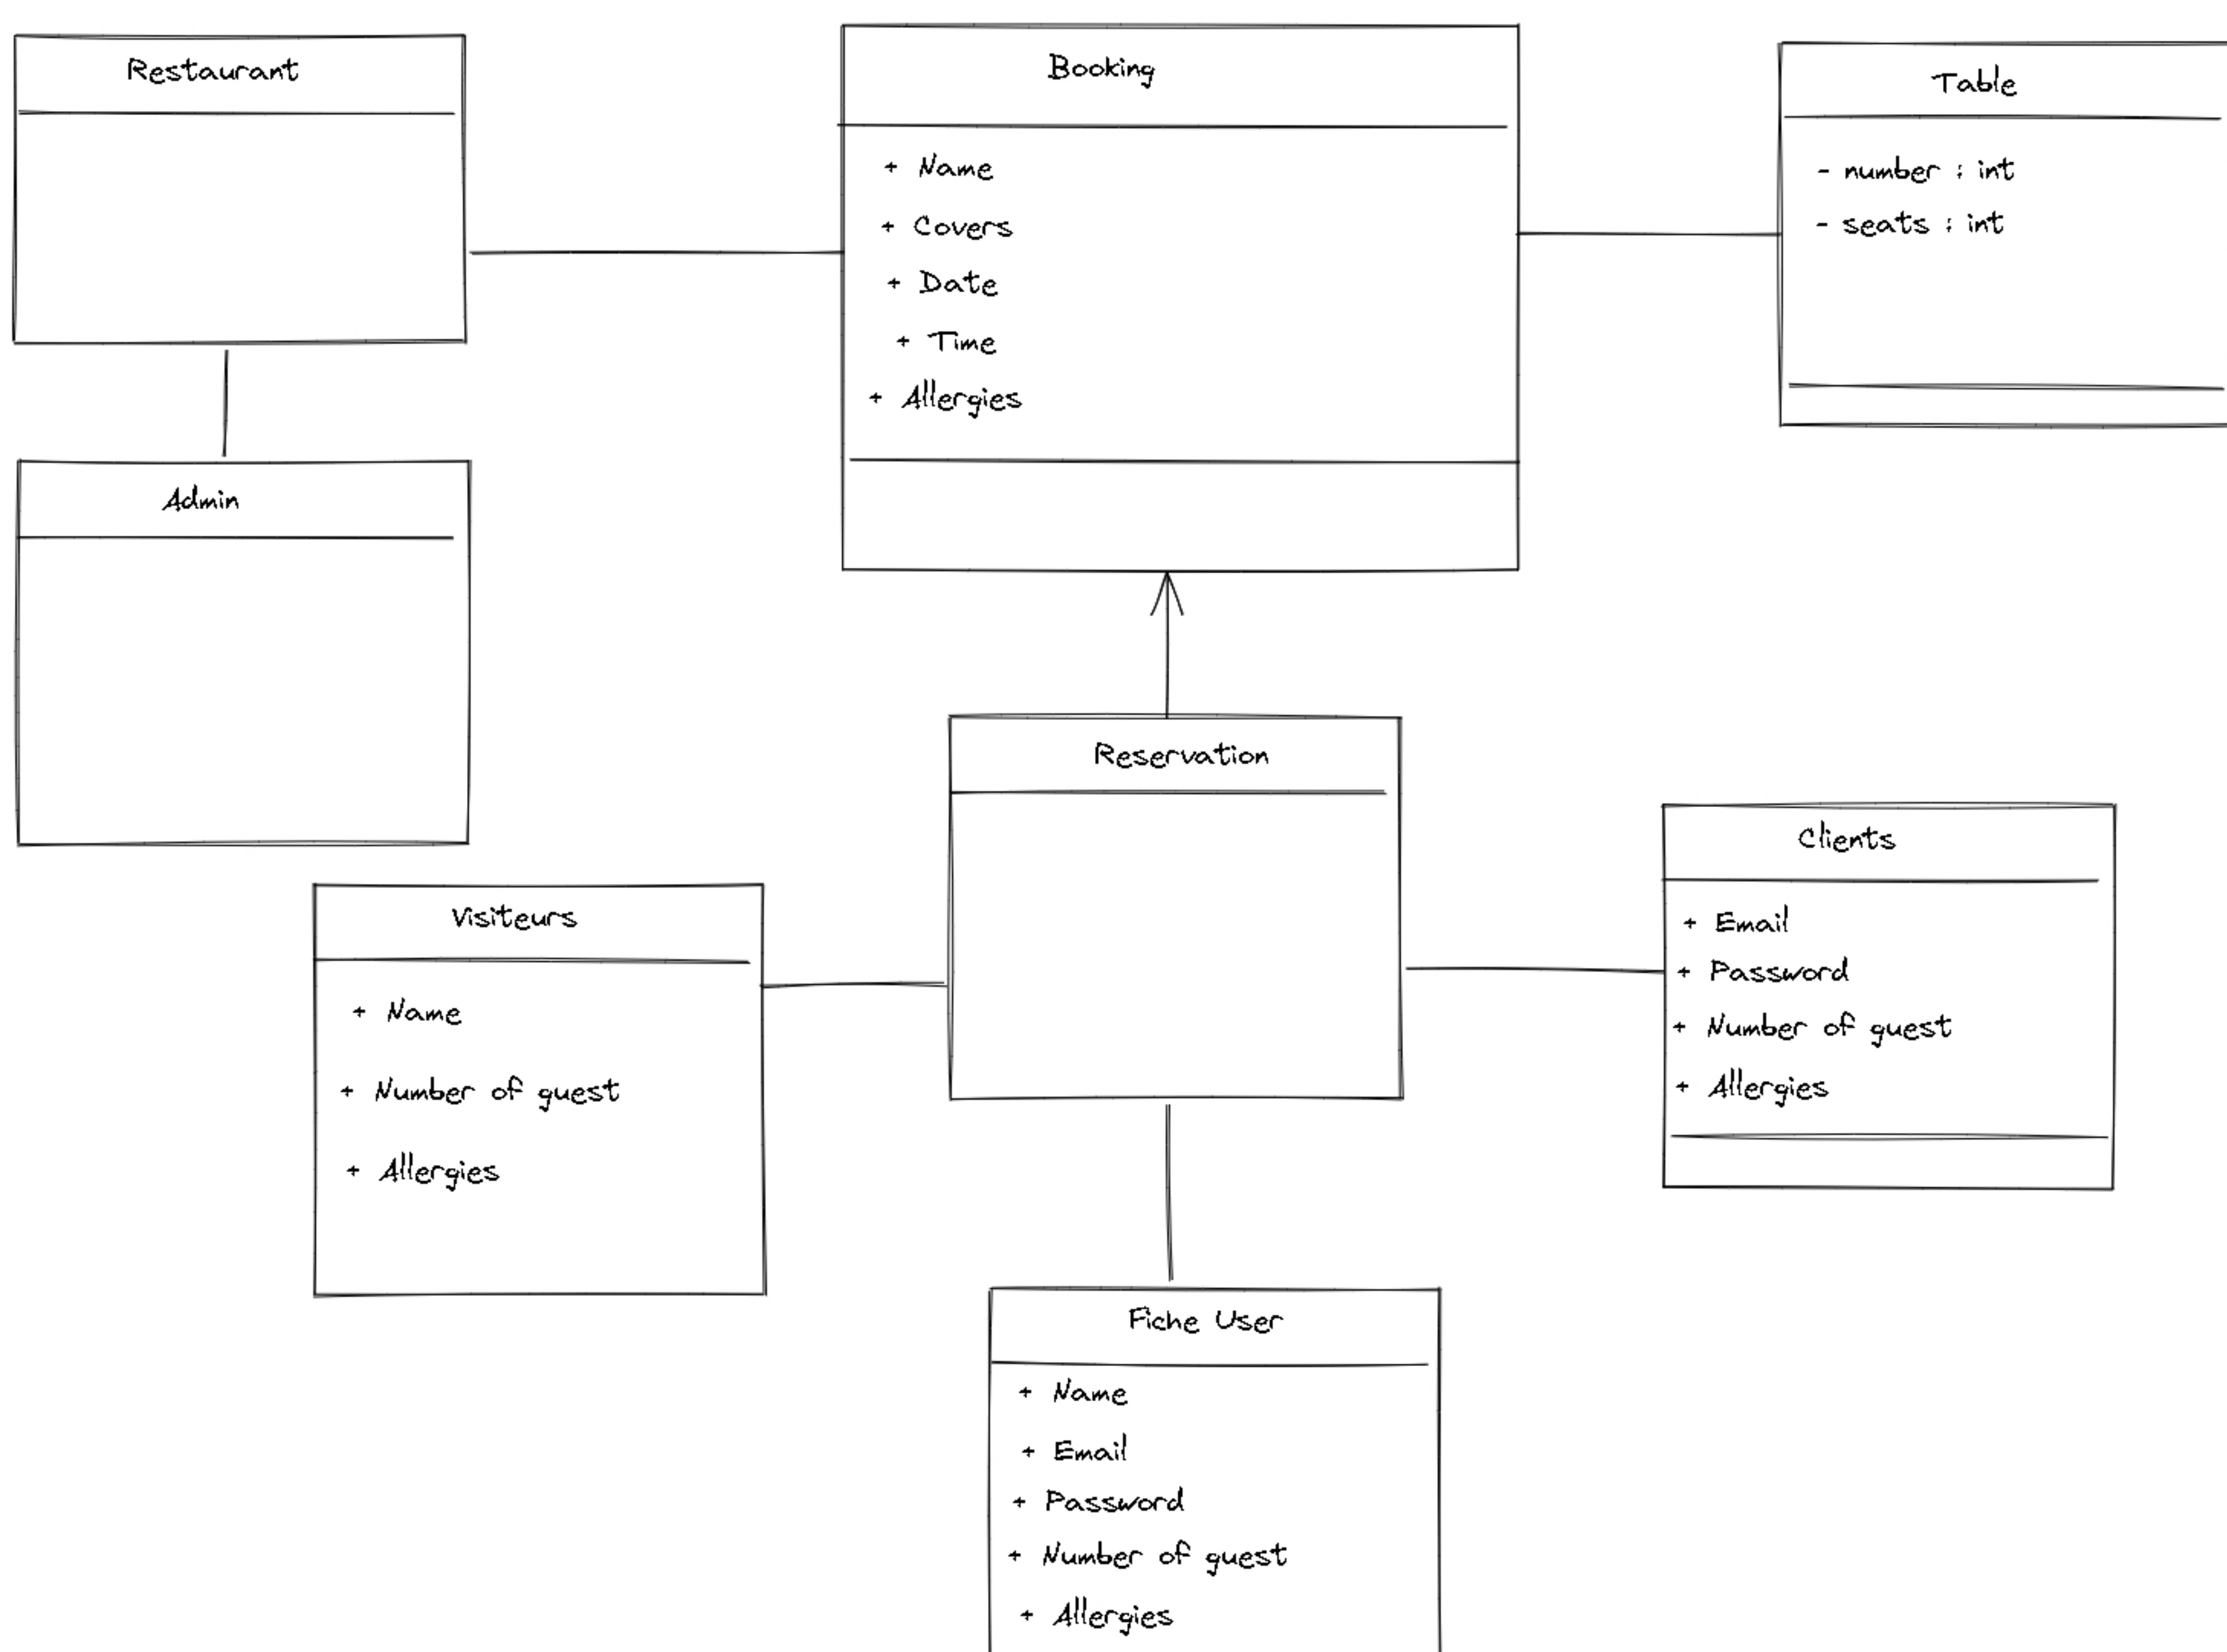 Restaurant
Booking
+ Name
+ Covers
+ Date
+ Time
+ Allergies
Table
- number : int
- seats : int
Admin
Reservation
Clients
+ Email
+ Password
+ Number of guest
+ Allergies
Visiteurs
+ Name
+ Number of guest
+ Allergies
Fiche User
+ Name
+ Email
+ Password
+ Number of guest
+ Allergies